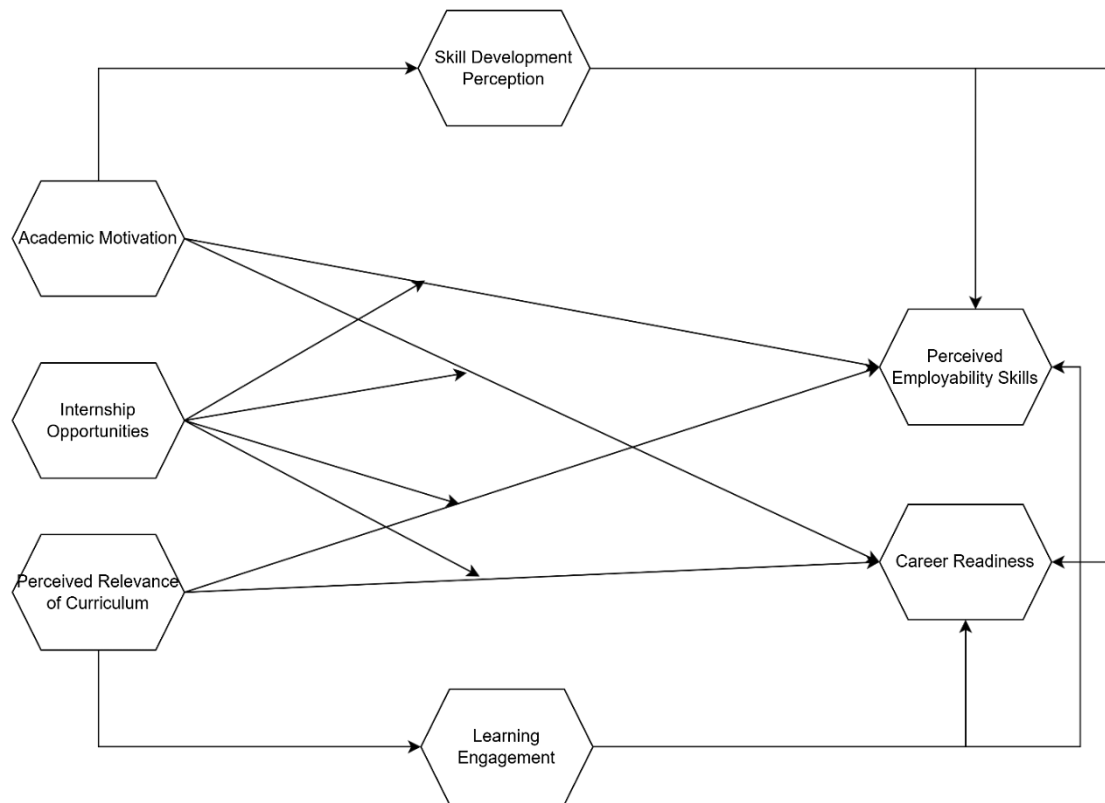 Skill Development
Perception
Academic Motivation
Internship
Opportunities
Perceived
Employability Skills
Perceived Relevance
of Curriculum
Career Readiness
Learning
Engagement